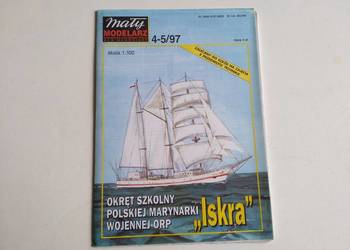 mały
MODELARZ
4-5/97
Skala 1:100
OKRĘT SZKOLNY
POLSKIEJ MARYNARKI
WOJENNEJ ORP
„Iskra”